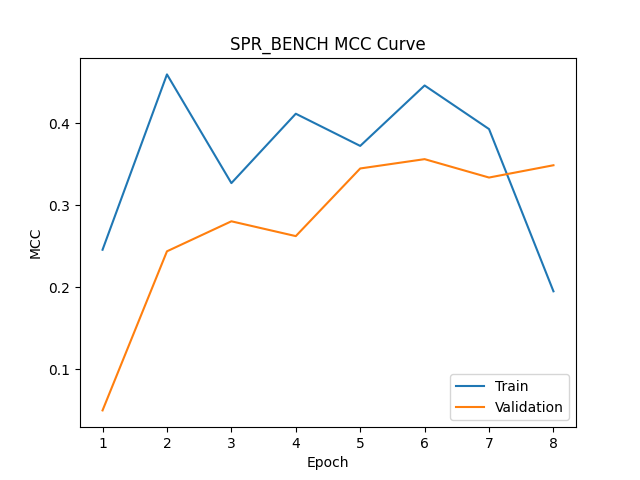 SPR_BENCH MCC Curve
MCC
0.4
0.3
0.2
0.1
Train
Validation
1 2 3 4 5 6 7 8
Epoch